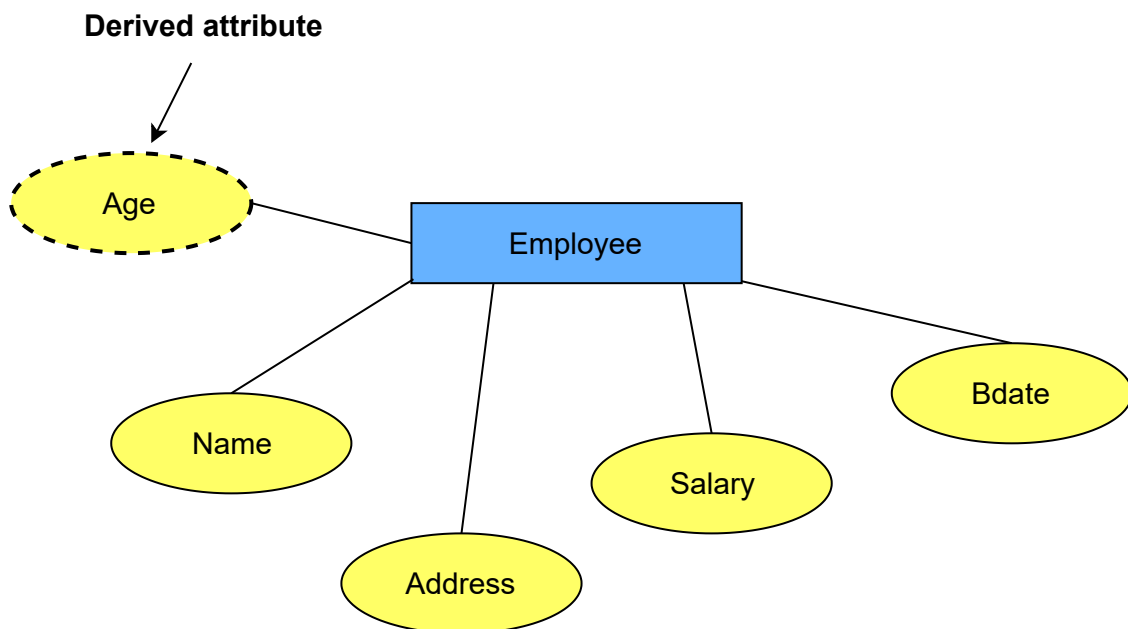 Derived attribute
Age
Employee
Bdate
Name
Salary
Address